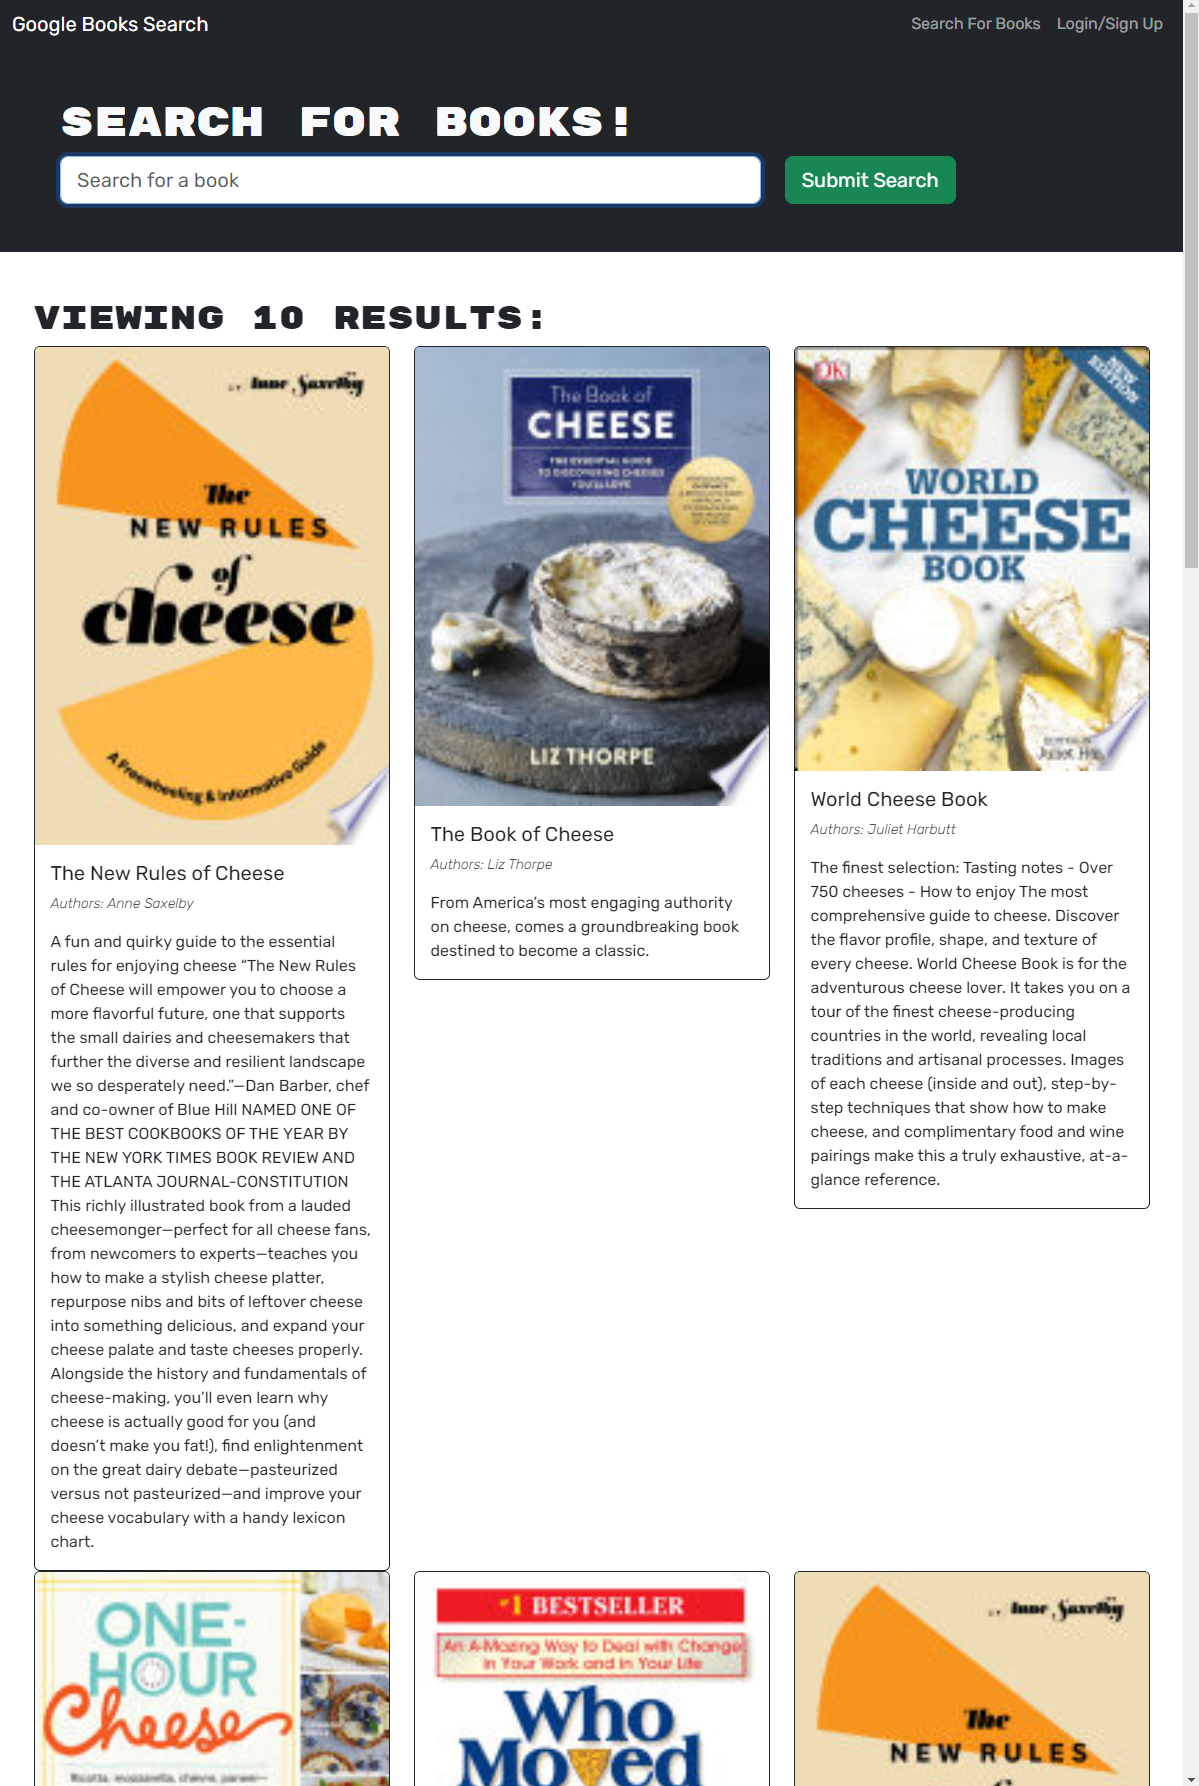 Google Books Search
Search For Books
Login/Sign Up
SEARCH FOR BOOKS!
Search for a book
Submit Search
VIEWING 10 RESULTS:
BY Anne Saxelby
The
NEW RULES
of
cheese
A Freewheeling & Informative Guide
The New Rules of Cheese
Authors: Anne Saxelby
A fun and quirky guide to the essential
rules for enjoying cheese “The New Rules
of Cheese will empower you to choose a
more flavorful future, one that supports
the small dairies and cheesemakers that
further the diverse and resilient landscape
we so desperately need.”—Dan Barber, chef
and co-owner of Blue Hill NAMED ONE OF
THE BEST COOKBOOKS OF THE YEAR BY
THE NEW YORK TIMES BOOK REVIEW AND
THE ATLANTA JOURNAL-CONSTITUTION
This richly illustrated book from a lauded
cheesemonger—perfect for all cheese fans,
from newcomers to experts—teaches you
how to make a stylish cheese platter,
repurpose nibs and bits of leftover cheese
into something delicious, and expand your
cheese palate and taste cheeses properly.
Alongside the history and fundamentals of
cheese-making, you’ll even learn why
cheese is actually good for you (and
doesn’t make you fat!), find enlightenment
on the great dairy debate—pasteurized
versus not pasteurized—and improve your
cheese vocabulary with a handy lexicon
chart.
The Book of
CHEESE
THE ESSENTIAL GUIDE
TO DISCOVERING CHEESES
YOU'LL LOVE
LIZ THORPE
The Book of Cheese
Authors: Liz Thorpe
From America’s most engaging authority
on cheese, comes a groundbreaking book
destined to become a classic.
DK
NEW
EDITION
WORLD
CHEESE
BOOK
Juliet
World Cheese Book
Authors: Juliet Harbutt
The finest selection: Tasting notes - Over
750 cheeses - How to enjoy The most
comprehensive guide to cheese. Discover
the flavor profile, shape, and texture of
every cheese. World Cheese Book is for the
adventurous cheese lover. It takes you on a
tour of the finest cheese-producing
countries in the world, revealing local
traditions and artisanal processes. Images
of each cheese (inside and out), step-by-
step techniques that show how to make
cheese, and complimentary food and wine
pairings make this a truly exhaustive, at-a-
glance reference.
ONE-
HOUR
Cheese
Ricotta, mozzarella, chèvre, paneer—
#1 BESTSELLER
An A-Mazing Way to Deal with Change
in Your Work and in Your Life
Who
Moved
BY Anne Saxelby
The
NEW RULES